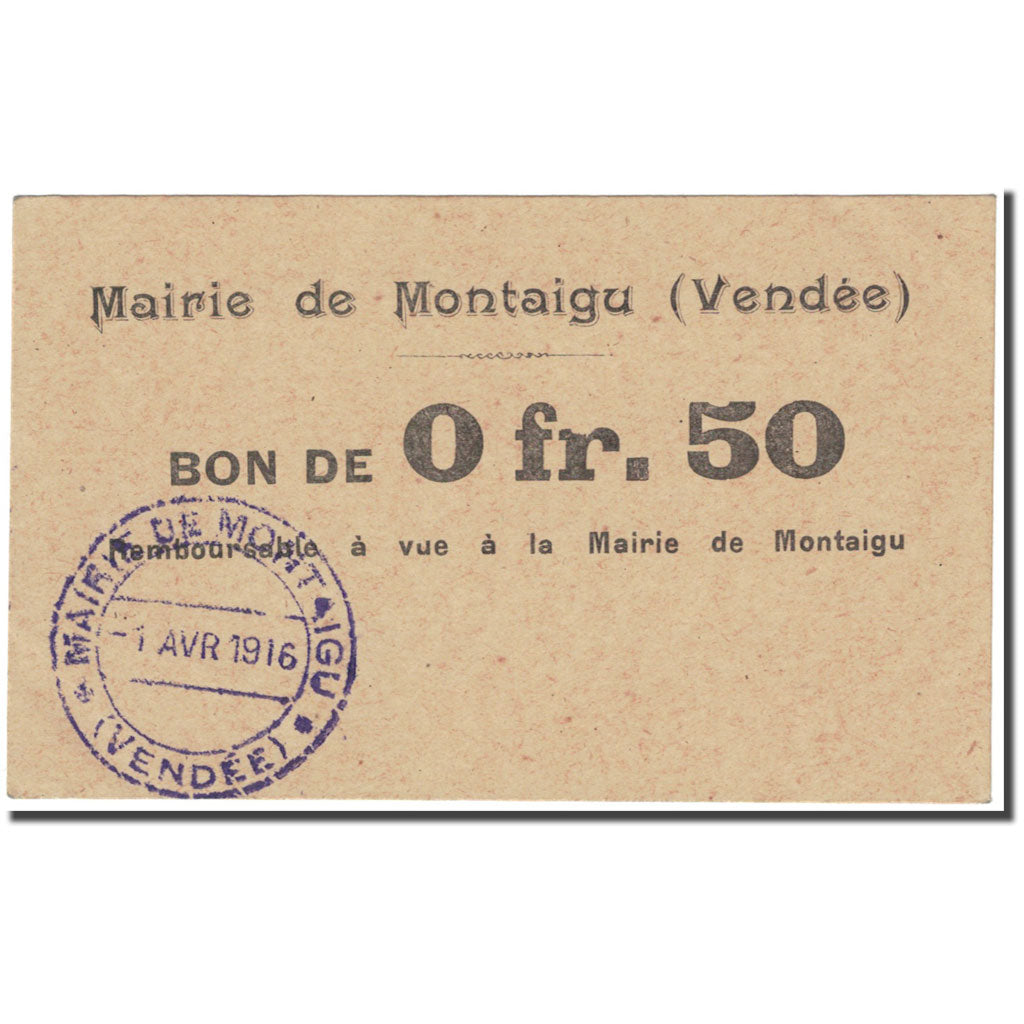 Mairie de Montaigu (Vendée)
BON DE 0 fr. 50
Remboursable à vue à la Mairie de Montaigu
MAIRIE DE MONTAIGU
-1 AVR 1916
(VENDÉE)